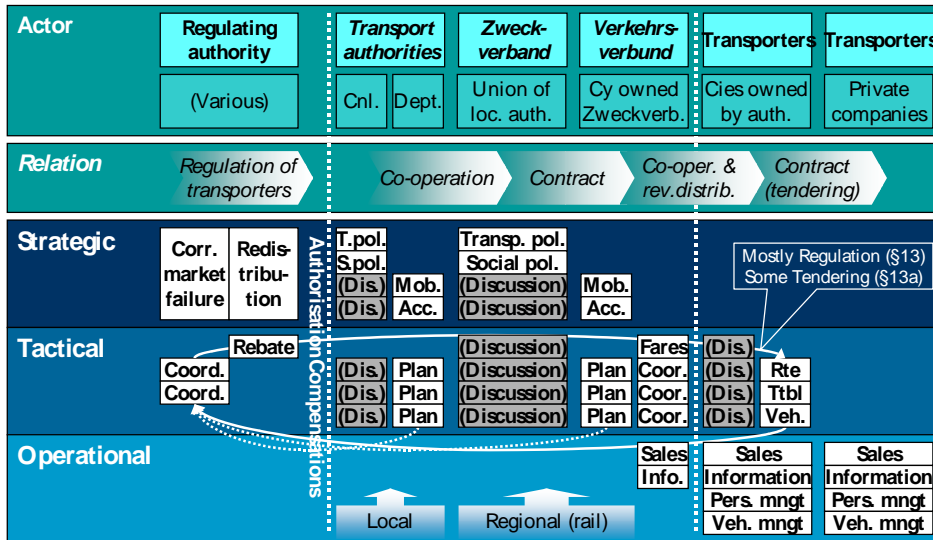 Actor
Regulating
authority
Transport
authorities
Zweck-
verband
Verkehrs-
verbund
Transporters
Transporters
(Various)
Cnl.
Dept.
Union of
loc. auth.
Cy owned
Zweckverb.
Cies owned
by auth.
Private
companies
Relation
Regulation of
transporters
Co-operation
Contract
Co-oper. &
rev.distrib.
Contract
(tendering)
Strategic
Corr.
market
failure
Redis-
tribu-
tion
Authorisation
Compensations
T.pol.
S.pol.
(Dis.)
(Dis.)
Mob.
Acc.
Transp. pol.
Social pol.
(Discussion)
(Discussion)
Mob.
Acc.
Mostly Regulation (§13)
Some Tendering (§13a)
Tactical
Rebate
Coord.
Coord.
(Dis.)
(Dis.)
(Dis.)
Plan
Plan
Plan
(Discussion)
(Discussion)
(Discussion)
(Discussion)
Plan
Plan
Plan
Fares
Coor.
Coor.
Coor.
(Dis.)
(Dis.)
(Dis.)
(Dis.)
Rte
Ttbl
Veh.
Operational
Sales
Info.
Sales
Information
Pers. mngt
Veh. mngt
Sales
Information
Pers. mngt
Veh. mngt
Local
Regional (rail)